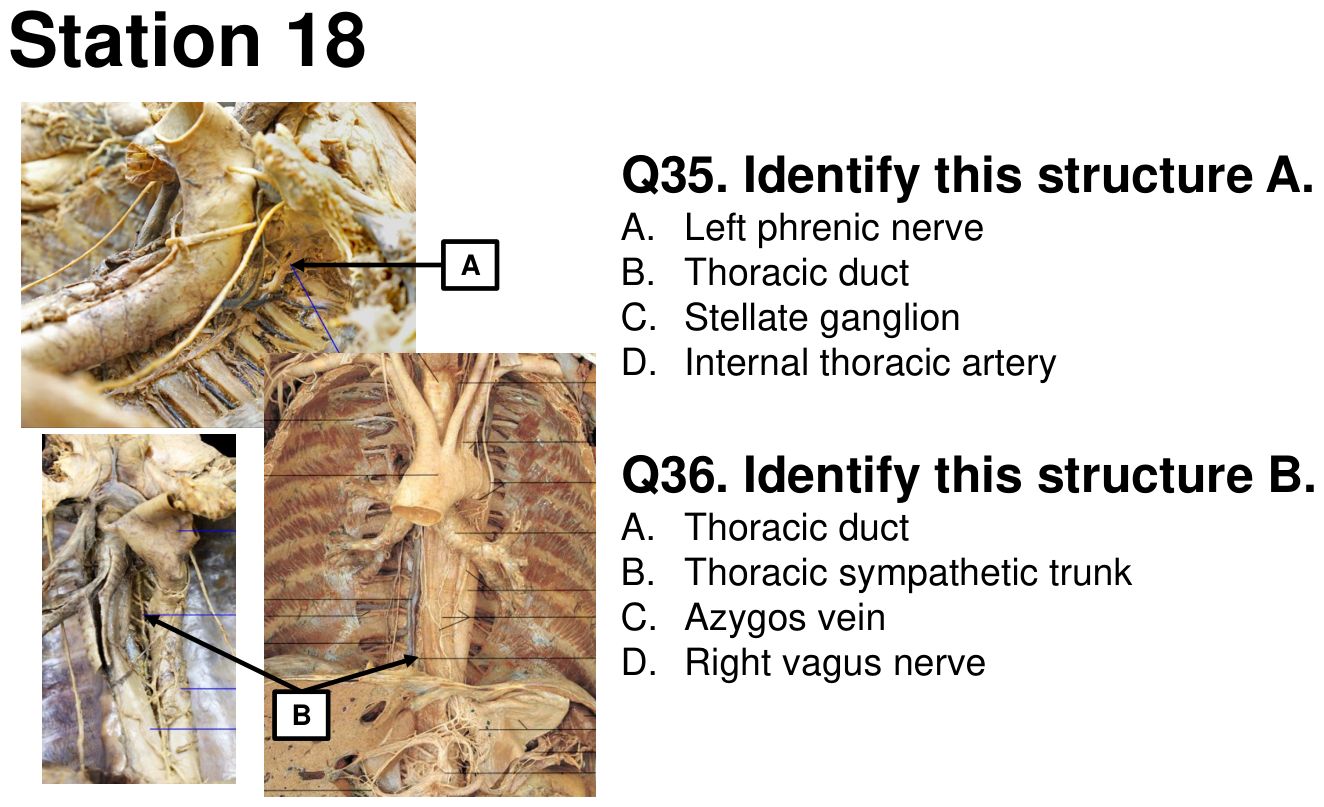 Station 18
A
B
Q35. Identify this structure A.
A. Left phrenic nerve
B. Thoracic duct
C. Stellate ganglion
D. Internal thoracic artery
Q36. Identify this structure B.
A. Thoracic duct
B. Thoracic sympathetic trunk
C. Azygos vein
D. Right vagus nerve